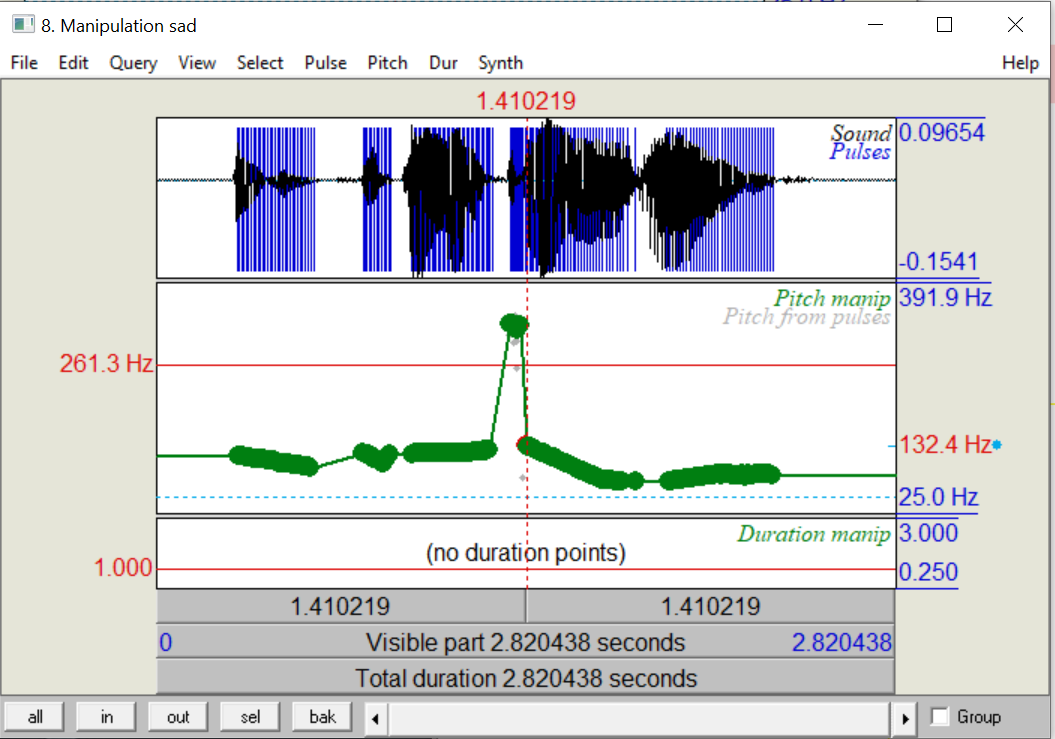 8. Manipulation sad
File Edit Query View Select Pulse Pitch Dur Synth Help
1.410219
Sound 0.09654
Pulses
-0.1541
Pitch manip 391.9 Hz
Pitch from pulses
261.3 Hz
132.4 Hz
25.0 Hz
Duration manip 3.000
(no duration points)
1.000 0.250
1.410219 1.410219
0 Visible part 2.820438 seconds 2.820438
Total duration 2.820438 seconds
all in out sel bak Group